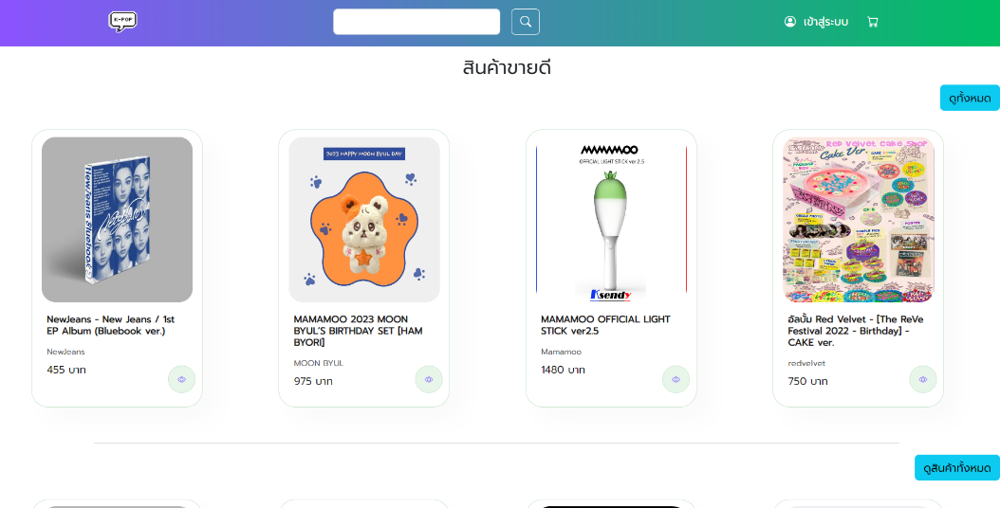 K-POP
เข้าสู่ระบบ
สินค้าขายดี
ดูทั้งหมด
NewJeans Bluebook
NewJeans
NewJeans - New Jeans / 1st
EP Album (Bluebook ver.)
NewJeans
455 บาท
2023 HAPPY MOON BYUL DAY
MAMAMOO 2023 MOON
BYUL'S BIRTHDAY SET [HAM
BYORI]
MOON BYUL
975 บาท
MAMAMOO
OFFICIAL LIGHT STICK ver 2.5
Ksendy
MAMAMOO OFFICIAL LIGHT
STICK ver2.5
Mamamoo
1480 บาท
Red Velvet Cake Shop
Cake Ver.
อัลบั้ม Red Velvet - [The ReVe
Festival 2022 - Birthday] -
CAKE ver.
redvelvet
750 บาท
ดูสินค้าทั้งหมด